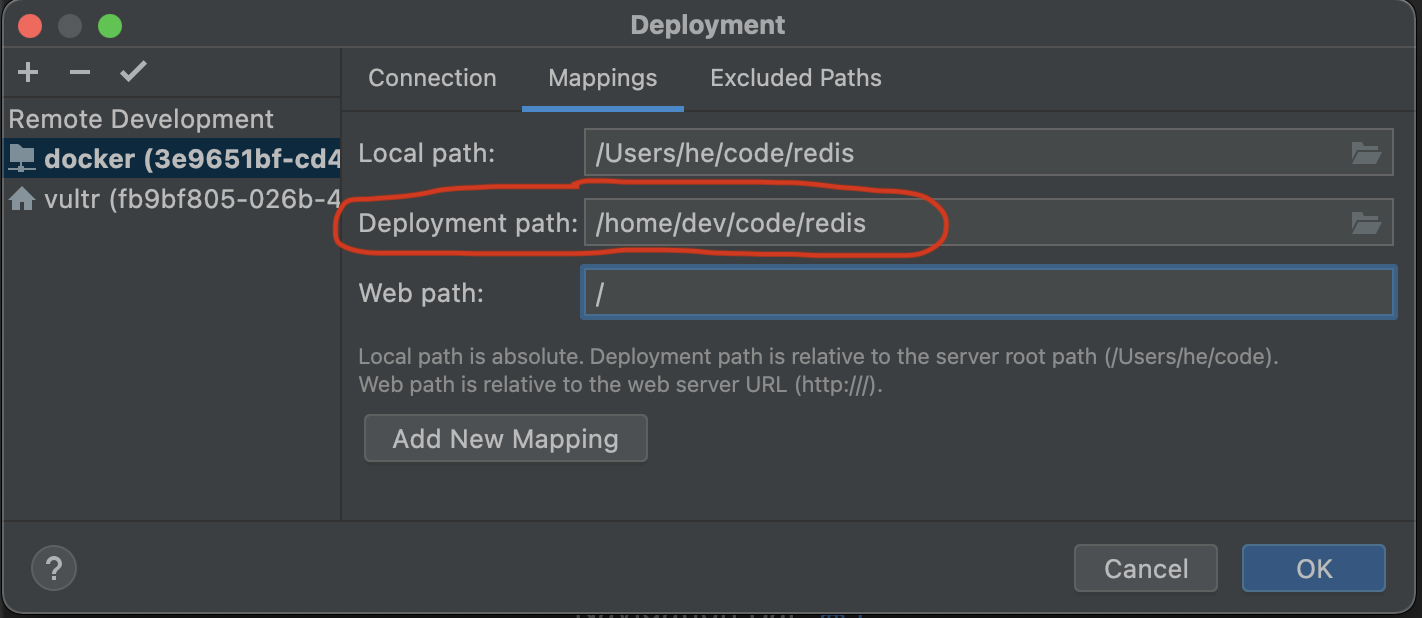 Deployment
Connection Mappings Excluded Paths
Remote Development
docker (3e9651bf-cd4
vultr (fb9bf805-026b-4
Local path: /Users/he/code/redis
Deployment path: /home/dev/code/redis
Web path: /
Local path is absolute. Deployment path is relative to the server root path (/Users/he/code).
Web path is relative to the web server URL (http:///).
Add New Mapping
? Cancel OK